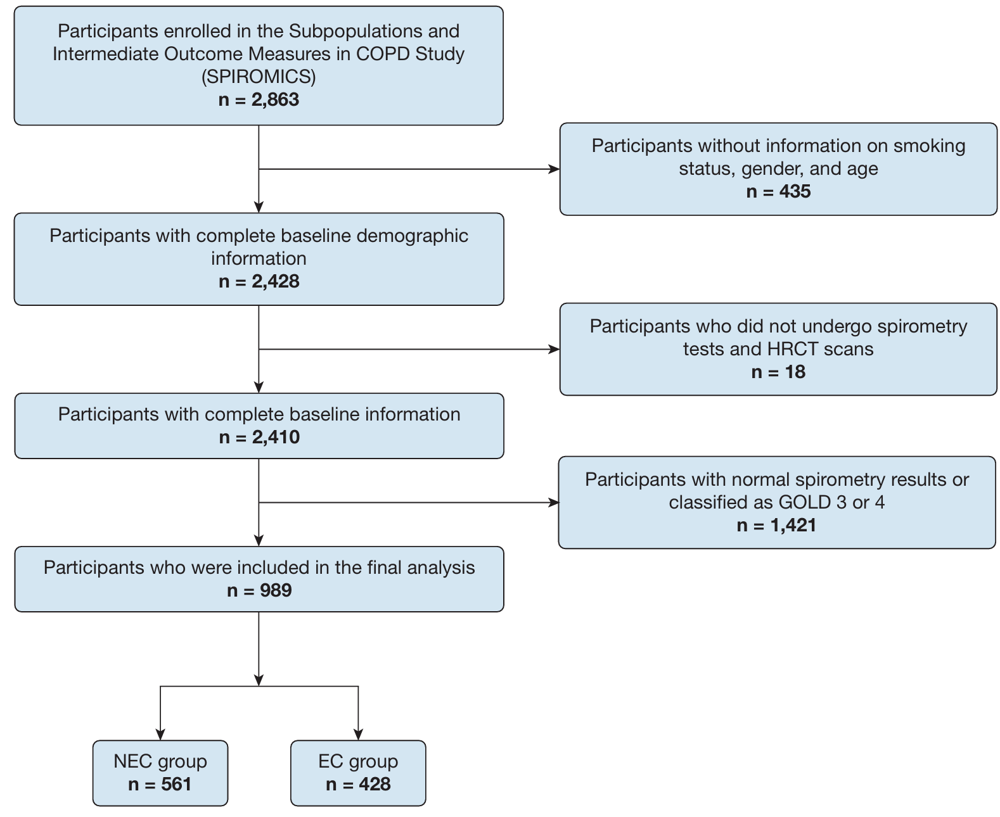 Participants enrolled in the Subpopulations and
Intermediate Outcome Measures in COPD Study
(SPIROMICS)
n = 2,863
Participants without information on smoking
status, gender, and age
n = 435
Participants with complete baseline demographic
information
n = 2,428
Participants who did not undergo spirometry
tests and HRCT scans
n = 18
Participants with complete baseline information
n = 2,410
Participants with normal spirometry results or
classified as GOLD 3 or 4
n = 1,421
Participants who were included in the final analysis
n = 989
NEC group
n = 561
EC group
n = 428